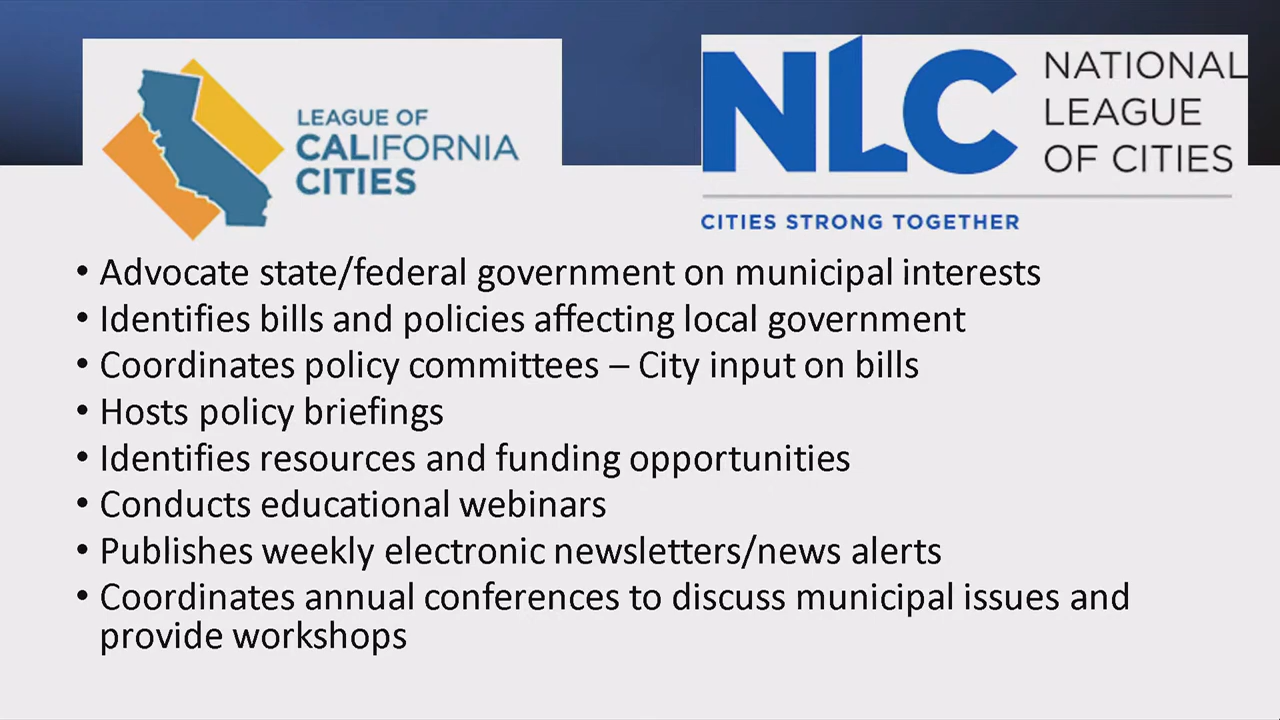 LEAGUE OF
CALIFORNIA
CITIES
NLC
NATIONAL
LEAGUE
OF CITIES
CITIES STRONG TOGETHER
• Advocate state/federal government on municipal interests
• Identifies bills and policies affecting local government
• Coordinates policy committees – City input on bills
• Hosts policy briefings
• Identifies resources and funding opportunities
• Conducts educational webinars
• Publishes weekly electronic newsletters/news alerts
• Coordinates annual conferences to discuss municipal issues and
provide workshops